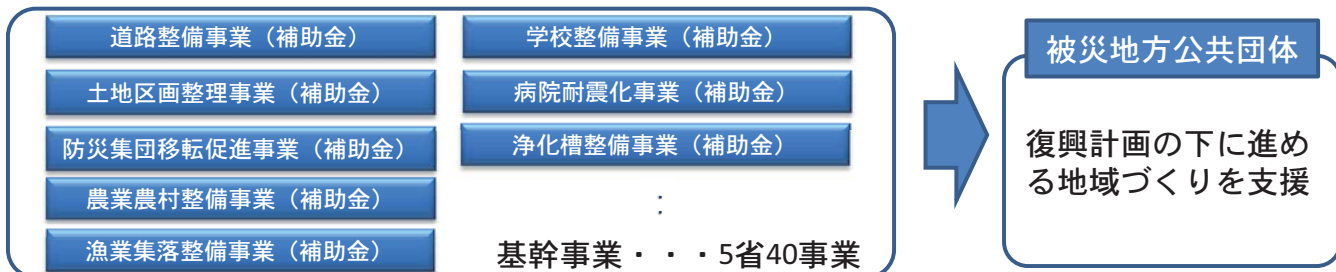 道路整備事業（補助金）
土地区画整理事業（補助金）
防災集団移転促進事業（補助金）
農業農村整備事業（補助金）
漁業集落整備事業（補助金）
学校整備事業（補助金）
病院耐震化事業（補助金）
浄化槽整備事業（補助金）
：
基幹事業・・・5省40事業
被災地方公共団体
復興計画の下に進め
る地域づくりを支援